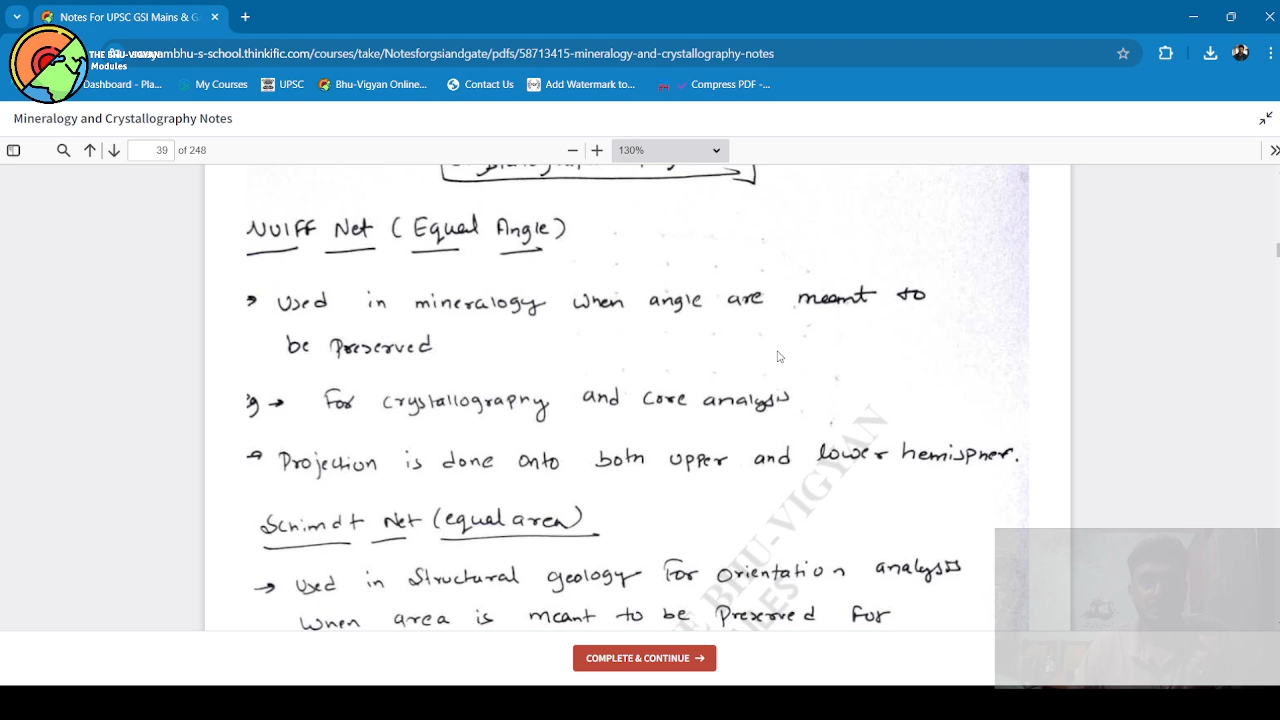 Notes For UPSC GSI Mains & G
THE BHU-VIGYAN
Modules
ambhu-s-school.thinkific.com/courses/take/Notesforgsiandgate/pdfs/58713415-mineralogy-and-crystallography-notes
Dashboard - Pla...
My Courses
UPSC
Bhu-Vigyan Online...
Contact Us
Add Watermark to...
Compress PDF -...
Mineralogy and Crystallography Notes
39 of 248
130%
NUlFF Net (Equal Angle)
Used in mineralogy when angle are meant to
be preserved
g → For crystallography and core analysis
→ Projection is done onto both upper and lower hemispher.
Schimdt Net (equal area)
→ Used in Structural geology For orientation analysis
when area is meant to be Preserved For
BHU-VIGYAN
COMPLETE & CONTINUE →